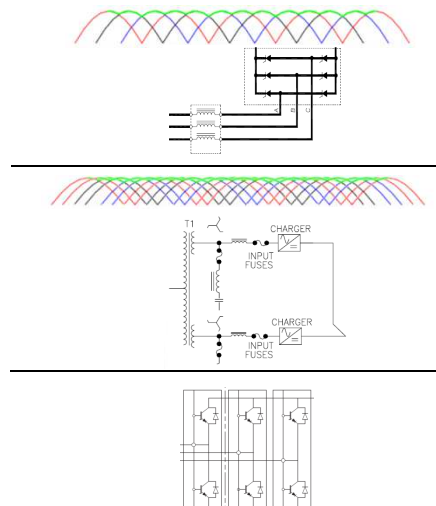 A B C
T1
CHARGER
INPUT
FUSES
CHARGER
INPUT
FUSES